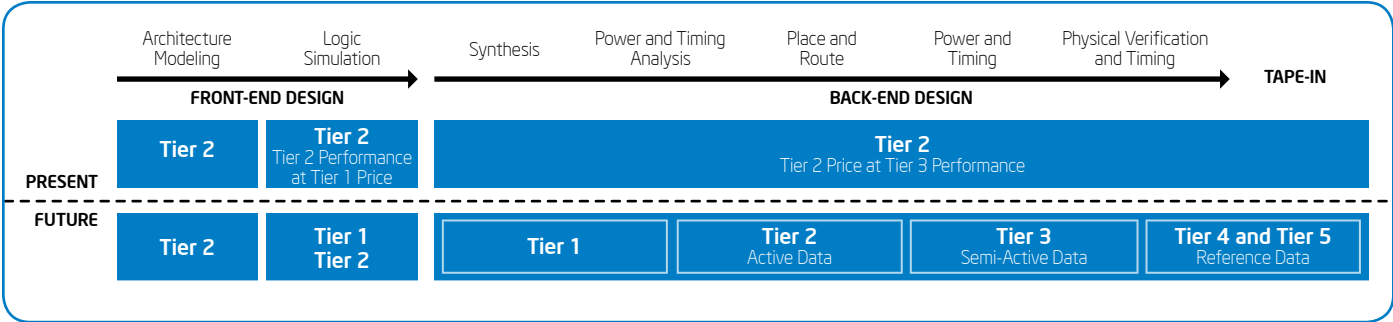 Architecture
Modeling
Logic
Simulation
Synthesis
Power and Timing
Analysis
Place and
Route
Power and
Timing
Physical Verification
and Timing
TAPE-IN
FRONT-END DESIGN
BACK-END DESIGN
PRESENT
Tier 2
Tier 2
Tier 2 Performance
at Tier 1 Price
Tier 2
Tier 2 Price at Tier 3 Performance
FUTURE
Tier 2
Tier 1
Tier 2
Tier 1
Tier 2
Active Data
Tier 3
Semi-Active Data
Tier 4 and Tier 5
Reference Data